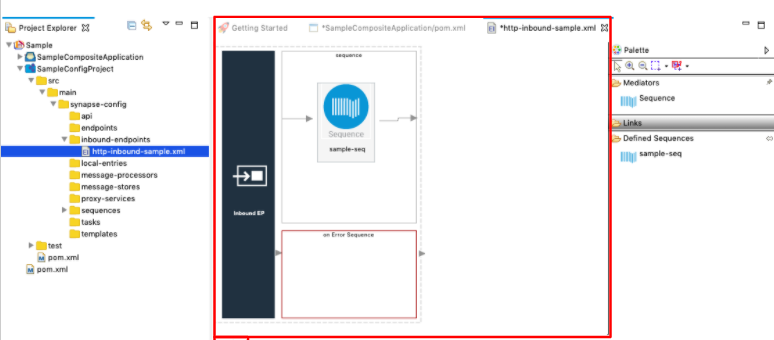 Project Explorer
Sample
SampleCompositeApplication
SampleConfigProject
src
main
synapse-config
api
endpoints
inbound-endpoints
http-inbound-sample.xml
local-entries
message-processors
message-stores
proxy-services
sequences
tasks
templates
test
pom.xml
pom.xml
Getting Started
*SampleCompositeApplication/pom.xml
*http-inbound-sample.xml
Inbound EP
sequence
Sequence
sample-seq
on Error Sequence
Palette
Mediators
Sequence
Links
Defined Sequences
sample-seq